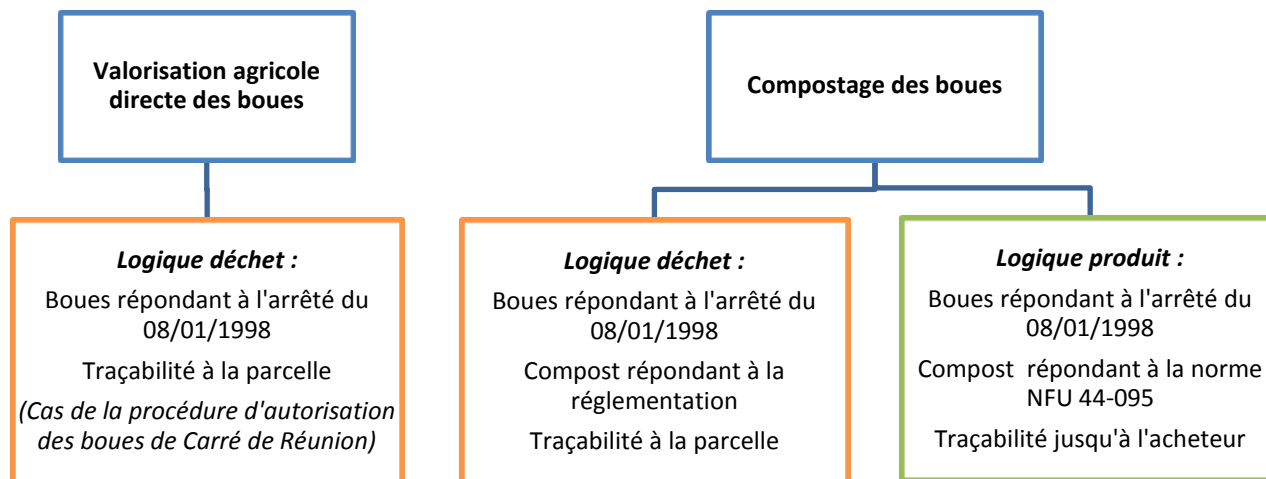 Valorisation agricole
directe des boues
Compostage des boues
Logique déchet :
Boues répondant à l'arrêté du
08/01/1998
Traçabilité à la parcelle
(Cas de la procédure d'autorisation
des boues de Carré de Réunion)
Logique déchet :
Boues répondant à l'arrêté du
08/01/1998
Compost répondant à la
réglementation
Traçabilité à la parcelle
Logique produit :
Boues répondant à l'arrêté du
08/01/1998
Compost répondant à la norme
NFU 44-095
Traçabilité jusqu'à l'acheteur